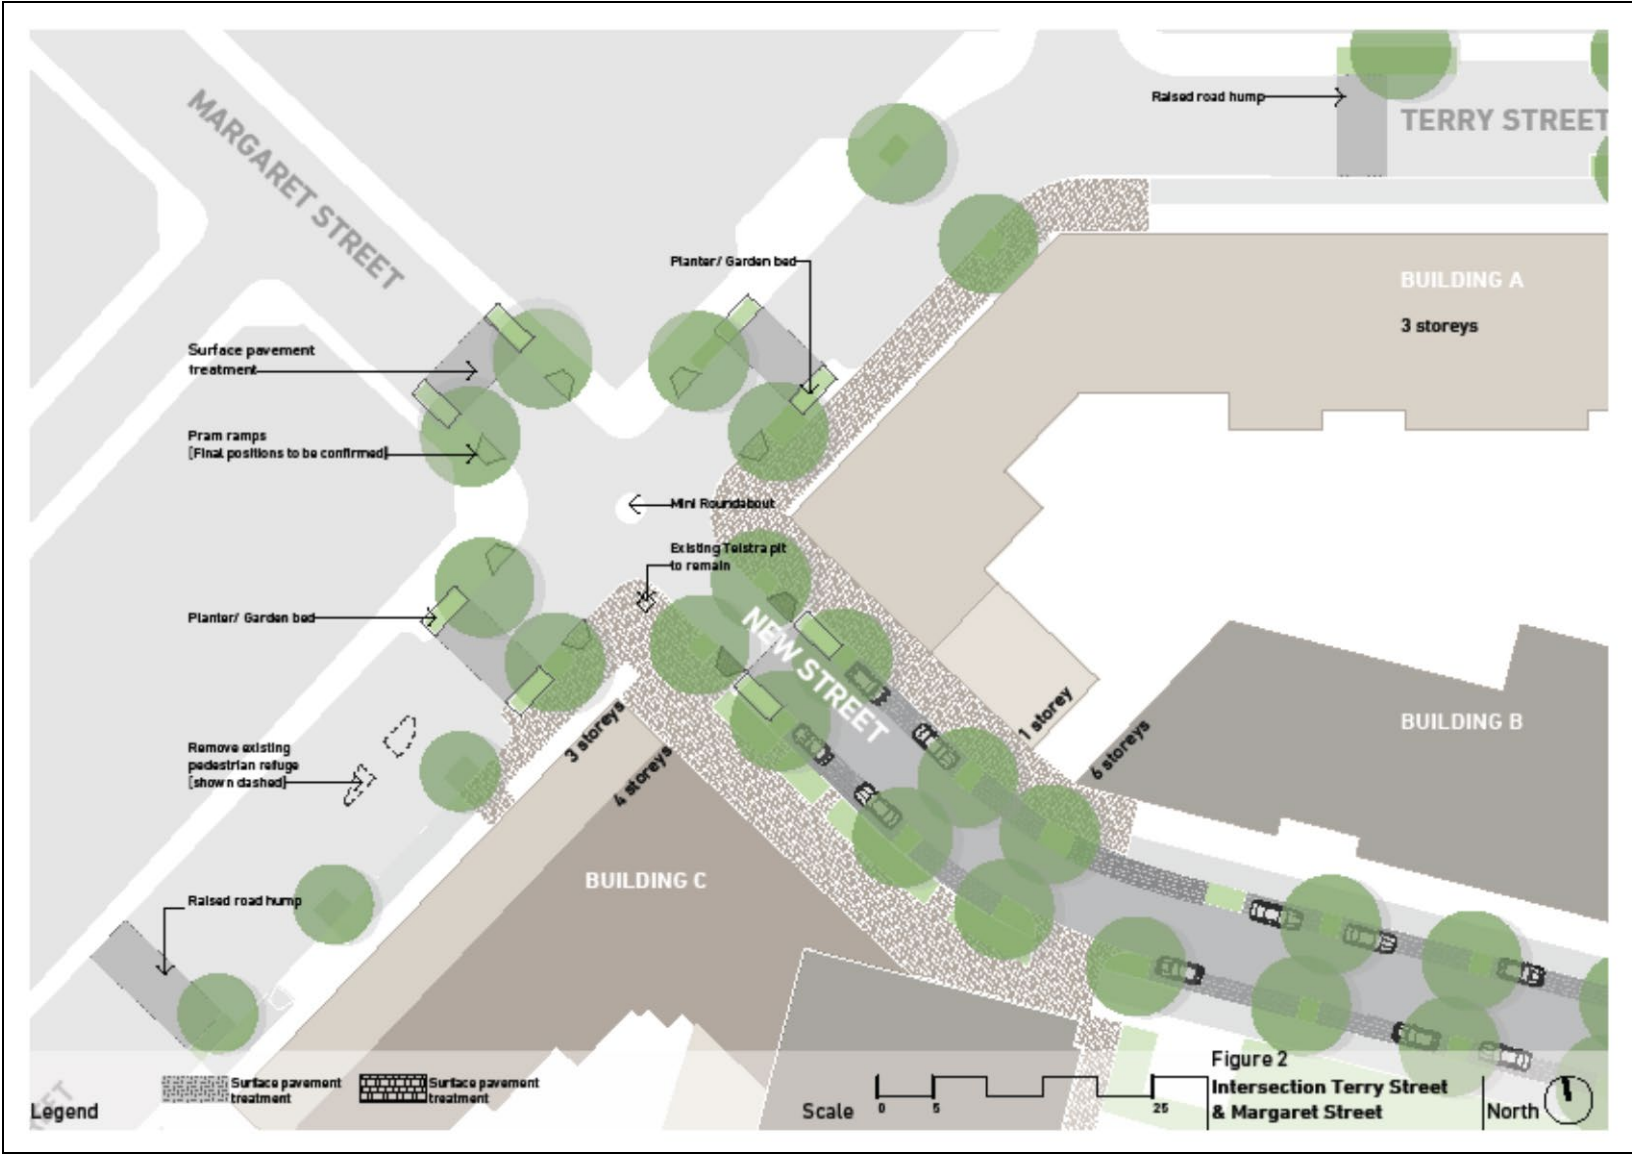 MARGARET STREET
Raised road hump
TERRY STREET
Planter/ Garden bed
BUILDING A
3 storeys
Surface pavement
treatment
Pram ramps
[Final positions to be confirmed]
Mini Roundabout
Existing Telstra pit
to remain
Planter/ Garden bed
NEW STREET
1 storey
6 storeys
BUILDING B
3 storeys
4 storeys
Remove existing
pedestrian refuge
[shown dashed]
BUILDING C
Raised road hump
Legend
Surface pavement
treatment
Surface pavement
treatment
Scale
0 5 25
Figure 2
Intersection Terry Street
& Margaret Street
North